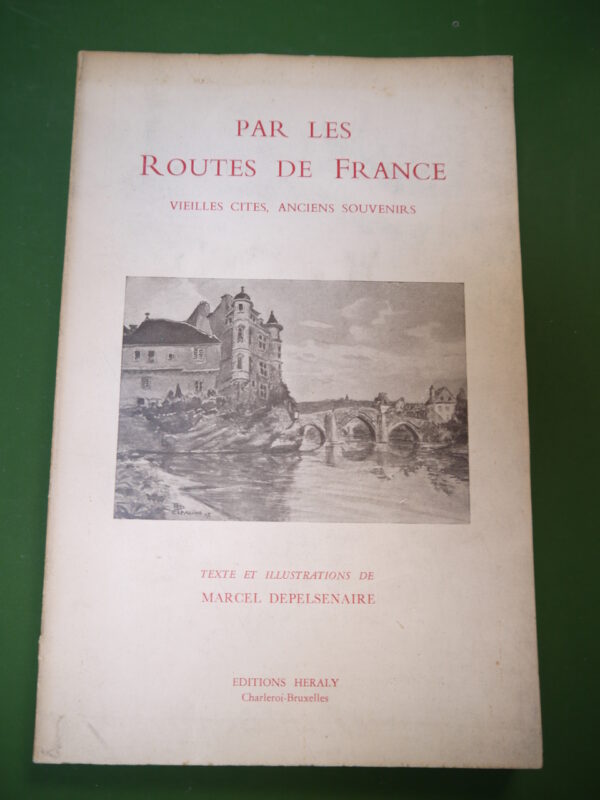 PAR LES
ROUTES DE FRANCE
VIEILLES CITES, ANCIENS SOUVENIRS
TEXTE ET ILLUSTRATIONS DE
MARCEL DEPELSENAIRE
EDITIONS HERALY
Charleroi-Bruxelles